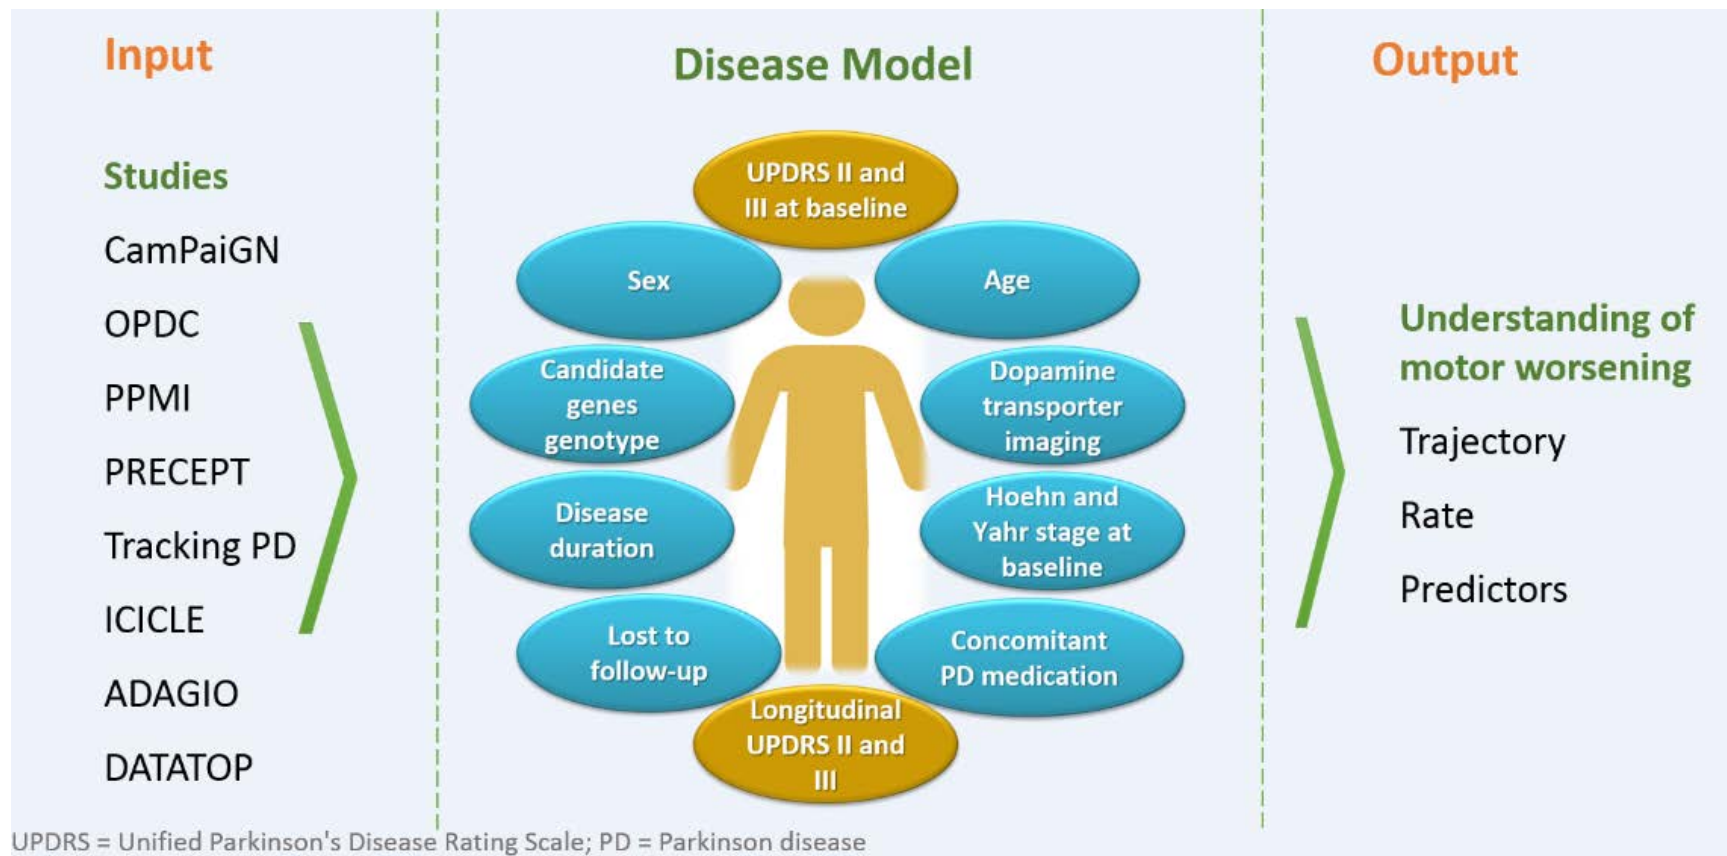 Input
Disease Model
Output
Studies
CamPaiGN
OPDC
PPMI
PRECEPT
Tracking PD
ICICLE
ADAGIO
DATATOP
UPDRS II and
III at baseline
Sex
Age
Candidate
genes
genotype
Dopamine
transporter
imaging
Disease
duration
Hoehn and
Yahr stage at
baseline
Lost to
follow-up
Concomitant
PD medication
Longitudinal
UPDRS II and
III
Understanding of
motor worsening
Trajectory
Rate
Predictors
UPDRS = Unified Parkinson's Disease Rating Scale; PD = Parkinson disease